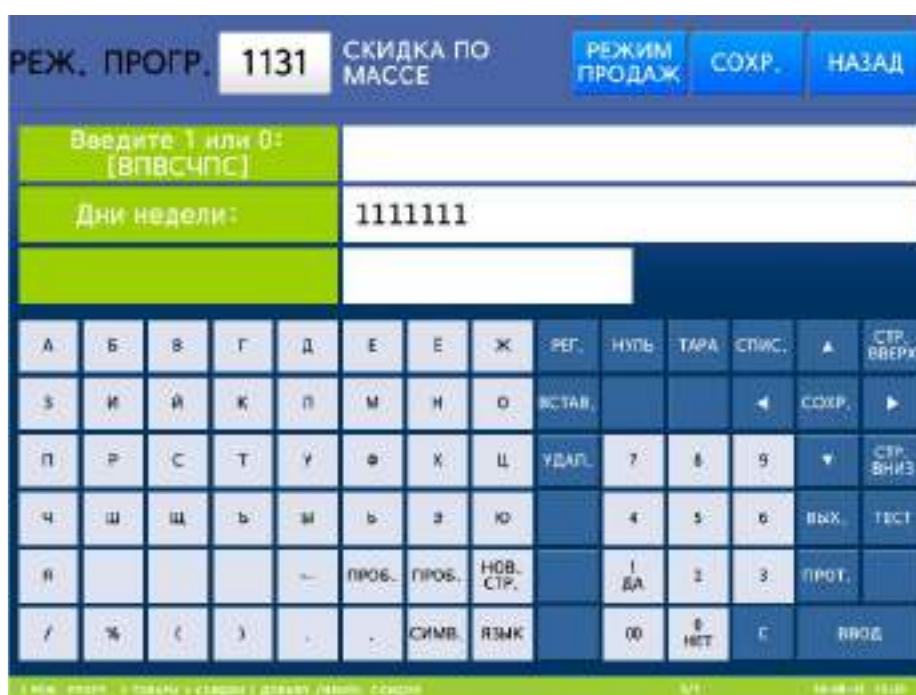 РЕЖ. ПРОГР. 1131 СКИДКА ПО МАССЕ РЕЖИМ ПРОДАЖ СОХР. НАЗАД
Введите 1 или 0:
[ВПВСЧПС]
Дни недели: 1111111
А Б В Г Д Е Ё Ж РЕГ. НУЛЬ ТАРА СПИС. ▲ СТР. ВВЕРХ
З И Й К Л М Н О ВСТАВ. ◀ СОХР. ▶
П Р С Т У Ф Х Ц УДАЛ. 7 8 9 ▼ СТР. ВНИЗ
Ч Ш Щ Ъ Ы Ь Э Ю 4 5 6 ВЫХ. ТЕСТ
Я ПРОБ. ПРОБ. НОВ. СТР. 1 ДА 2 3 ПРОТ.
/ % ( ) , . СИМВ. ЯЗЫК 00 0 НЕТ C ВВОД